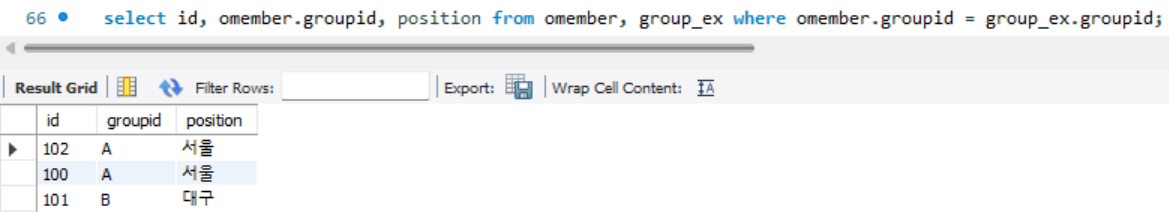 66 select id, omember.groupid, position from omember, group_ex where omember.groupid = group_ex.groupid;
Result Grid Filter Rows: Export: Wrap Cell Content: IA
id groupid position
102 A 서울
100 A 서울
101 B 대구